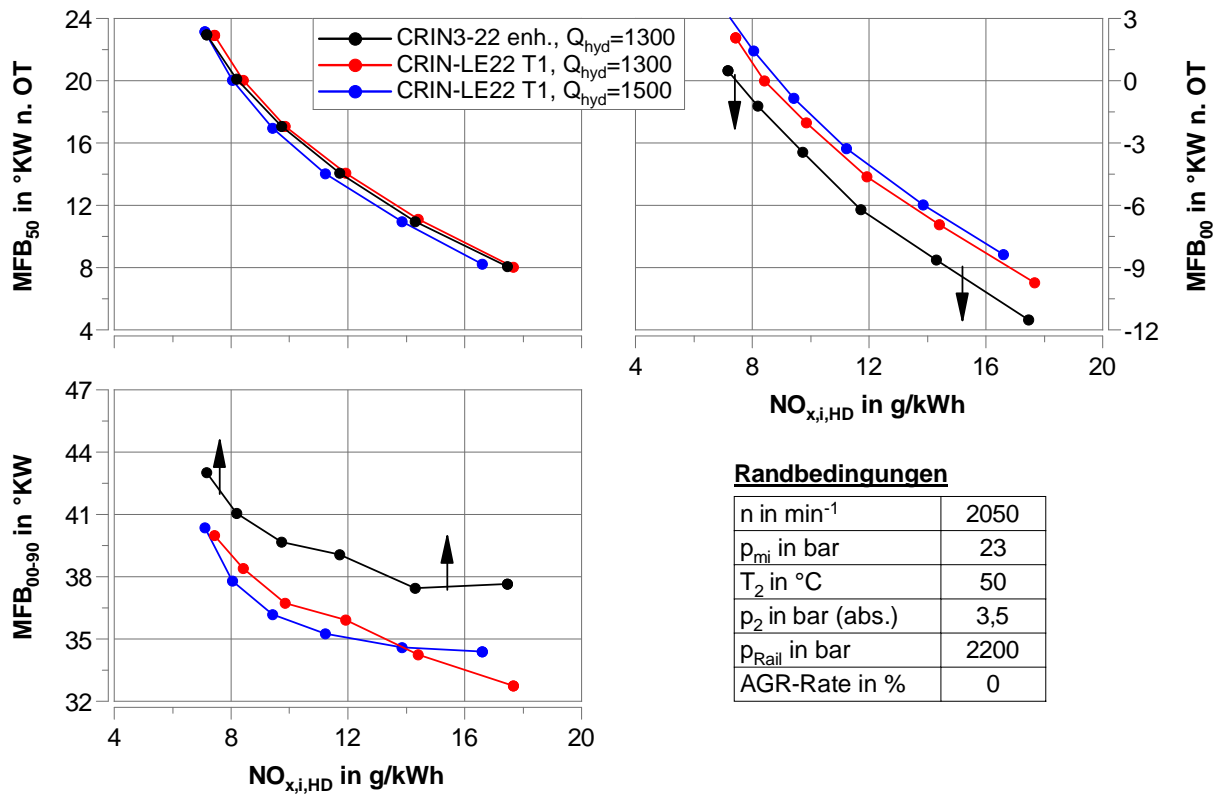 24
20
16
12
8
4
MFB50 in °KW n. OT
CRIN3-22 enh., Qhyd=1300
CRIN-LE22 T1, Qhyd=1300
CRIN-LE22 T1, Qhyd=1500
3
0
-3
-6
-9
-12
MFB00 in °KW n. OT
4 8 12 16 20
NOx,i,HD in g/kWh
47
44
41
38
35
32
MFB00-90 in °KW
4 8 12 16 20
NOx,i,HD in g/kWh
Randbedingungen
n in min-1 2050
pmi in bar 23
T2 in °C 50
p2 in bar (abs.) 3,5
pRail in bar 2200
AGR-Rate in % 0